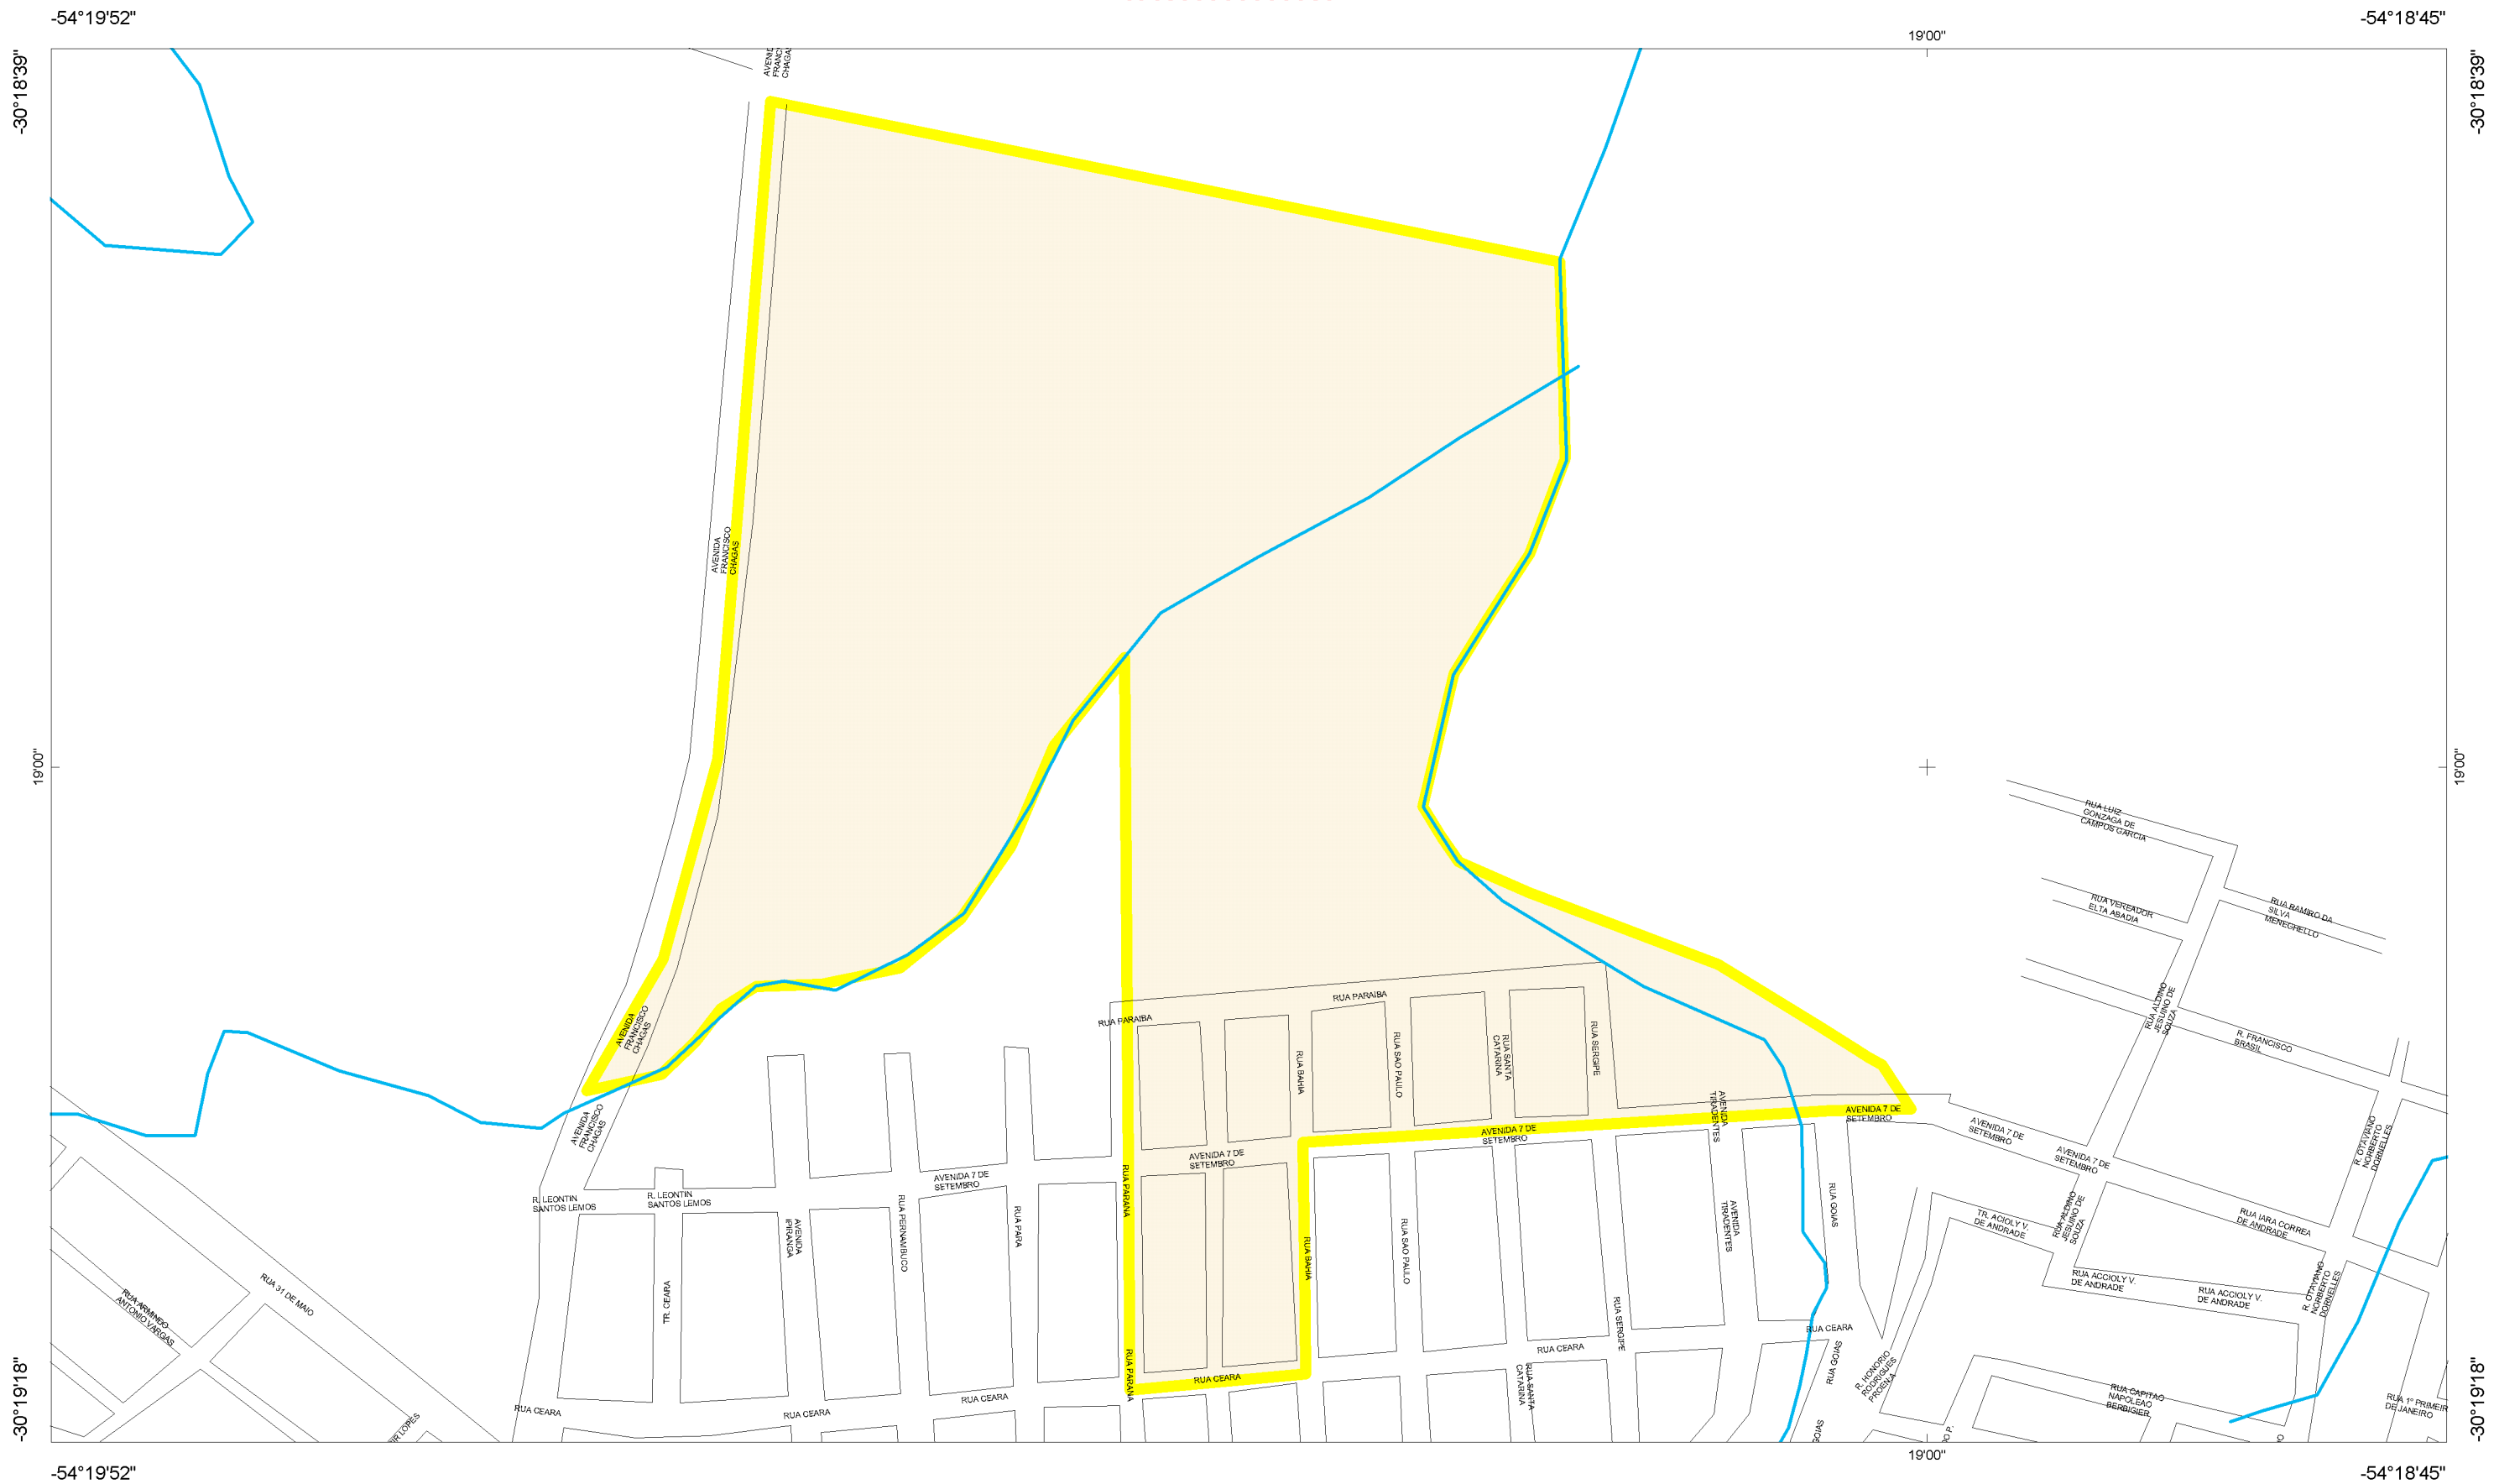 -54°19'52"
-54°18'45"
19'00"
-30°18'39"
-30°18'39"
AVENIDA
FRANCISCO
CHAGAS
19'00"
19'00"
RUA LUIZ
GONZAGA DE
CAMPOS GARCIA
RUA VEREADOR
ELTA ABADIA
RUA RAMIRO DA
SILVA
MENEGHELLO
RUA ALDINO
JESUINO DE
SOUZA
R. FRANCISCO
BRASIL
AVENIDA
FRANCISCO
CHAGAS
RUA PARAIBA
RUA PARAIBA
RUA BAHIA
RUA SAO PAULO
RUA SANTA
CATARINA
RUA SERGIPE
AVENIDA
FRANCISCO
CHAGAS
AVENIDA
TIRADENTES
AVENIDA 7 DE
SETEMBRO
AVENIDA 7 DE
SETEMBRO
AVENIDA 7 DE
SETEMBRO
AVENIDA 7 DE
SETEMBRO
AVENIDA 7 DE
SETEMBRO
AVENIDA 7 DE
SETEMBRO
R. OTAVIANO
NORBERTO
DORNELLES
R. LEONTIN
SANTOS LEMOS
R. LEONTIN
SANTOS LEMOS
AVENIDA
IPIRANGA
RUA PERNAMBUCO
RUA PARA
RUA PARANA
RUA BAHIA
RUA SAO PAULO
AVENIDA
TIRADENTES
RUA GOIAS
TR. ACIOLY V.
DE ANDRADE
RUA ALDINO
JESUINO DE
SOUZA
RUA IARA CORREA
DE ANDRADE
RUA ACCIOLY V.
DE ANDRADE
RUA ACCIOLY V.
DE ANDRADE
R. OTAVIANO
NORBERTO
DORNELLES
RUA 31 DE MAIO
RUA ARMINDO
ANTONIO VARGAS
TR. CEARA
RUA SERGIPE
RUA CEARA
RUA CEARA
RUA CEARA
RUA CEARA
RUA CEARA
RUA CEARA
RUA PARANA
RUA SANTA
CATARINA
RUA GOIAS
R. HONORIO
RODRIGUES
PROENA
RUA CAPITAO
NAPOLEAO
BERBIGIER
RUA 1º PRIMEIR
DE JANEIRO
-30°19'18"
-30°19'18"
-54°19'52"
19'00"
-54°18'45"